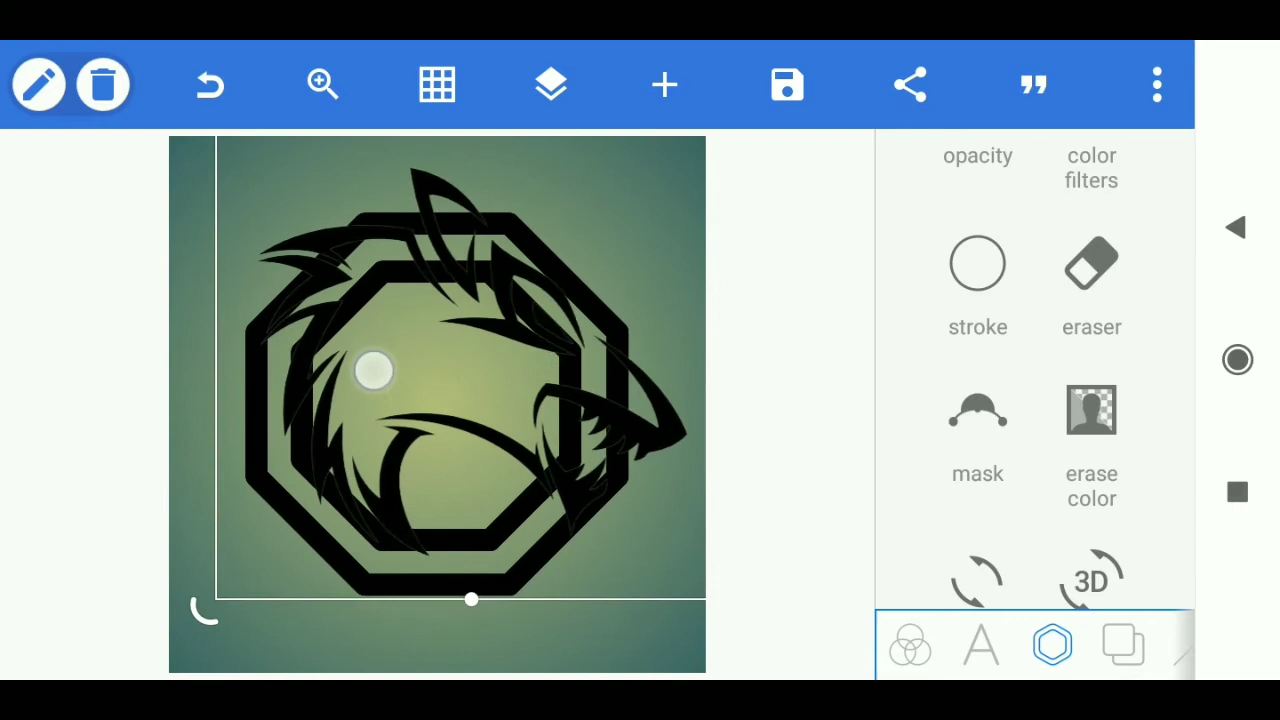 opacity
color
filters
stroke
eraser
mask
erase
color
3D